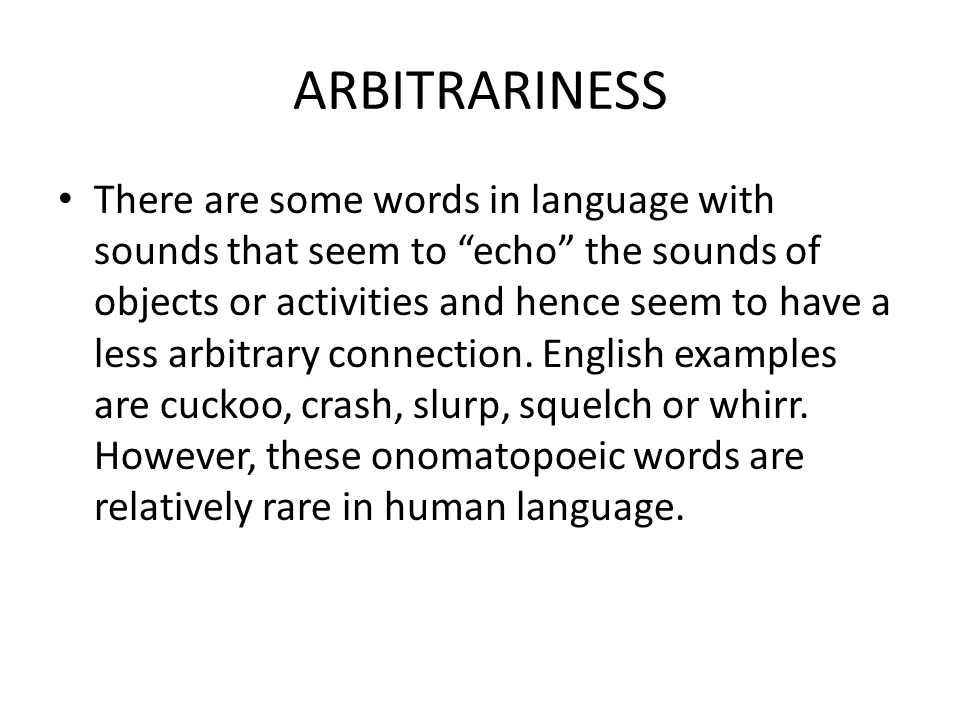 ARBITRARINESS
• There are some words in language with
sounds that seem to “echo” the sounds of
objects or activities and hence seem to have a
less arbitrary connection. English examples
are cuckoo, crash, slurp, squelch or whirr.
However, these onomatopoeic words are
relatively rare in human language.